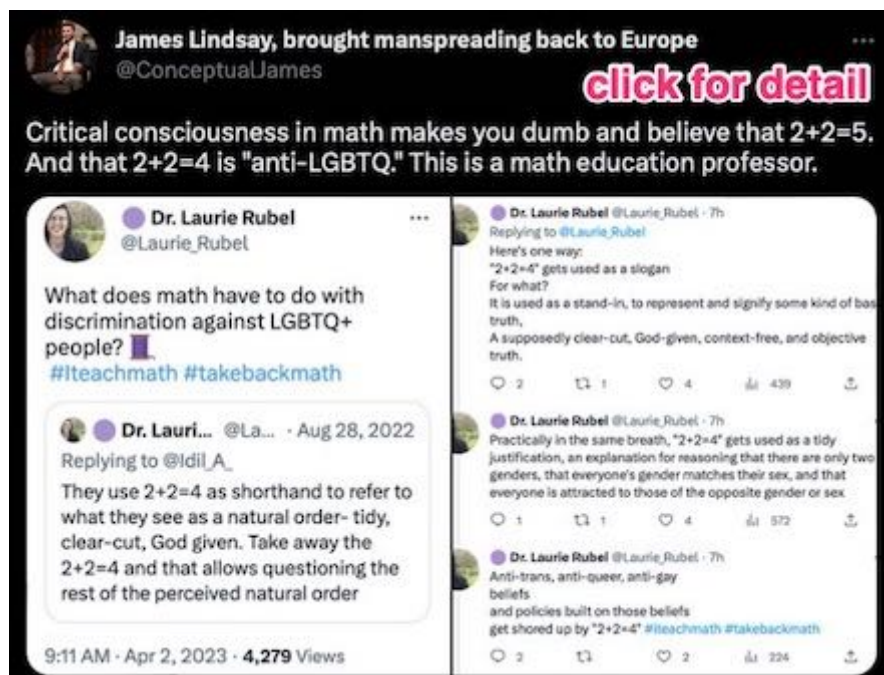 James Lindsay, brought manspreading back to Europe
@ConceptualJames
click for detail
Critical consciousness in math makes you dumb and believe that 2+2=5.
And that 2+2=4 is "anti-LGBTQ." This is a math education professor.
Dr. Laurie Rubel
@Laurie_Rubel
What does math have to do with
discrimination against LGBTQ+
people?
#Iteachmath #takebackmath
Dr. Lauri... @La... · Aug 28, 2022
Replying to @Idil_A_
They use 2+2=4 as shorthand to refer to
what they see as a natural order- tidy,
clear-cut, God given. Take away the
2+2=4 and that allows questioning the
rest of the perceived natural order
9:11 AM · Apr 2, 2023 · 4,279 Views
Dr. Laurie Rubel @Laurie_Rubel · 7h
Replying to @Laurie_Rubel
Here's one way:
"2+2=4" gets used as a slogan
For what?
It is used as a stand-in, to represent and signify some kind of bas
truth,
A supposedly clear-cut, God-given, context-free, and objective
truth.
2 1 4 439
Dr. Laurie Rubel @Laurie_Rubel · 7h
Practically in the same breath, "2+2=4" gets used as a tidy
justification, an explanation for reasoning that there are only two
genders, that everyone's gender matches their sex, and that
everyone is attracted to those of the opposite gender or sex
1 1 4 572
Dr. Laurie Rubel @Laurie_Rubel · 7h
Anti-trans, anti-queer, anti-gay
beliefs
and policies built on those beliefs
get shored up by "2+2=4" #iteachmath #takebackmath
2 2 224